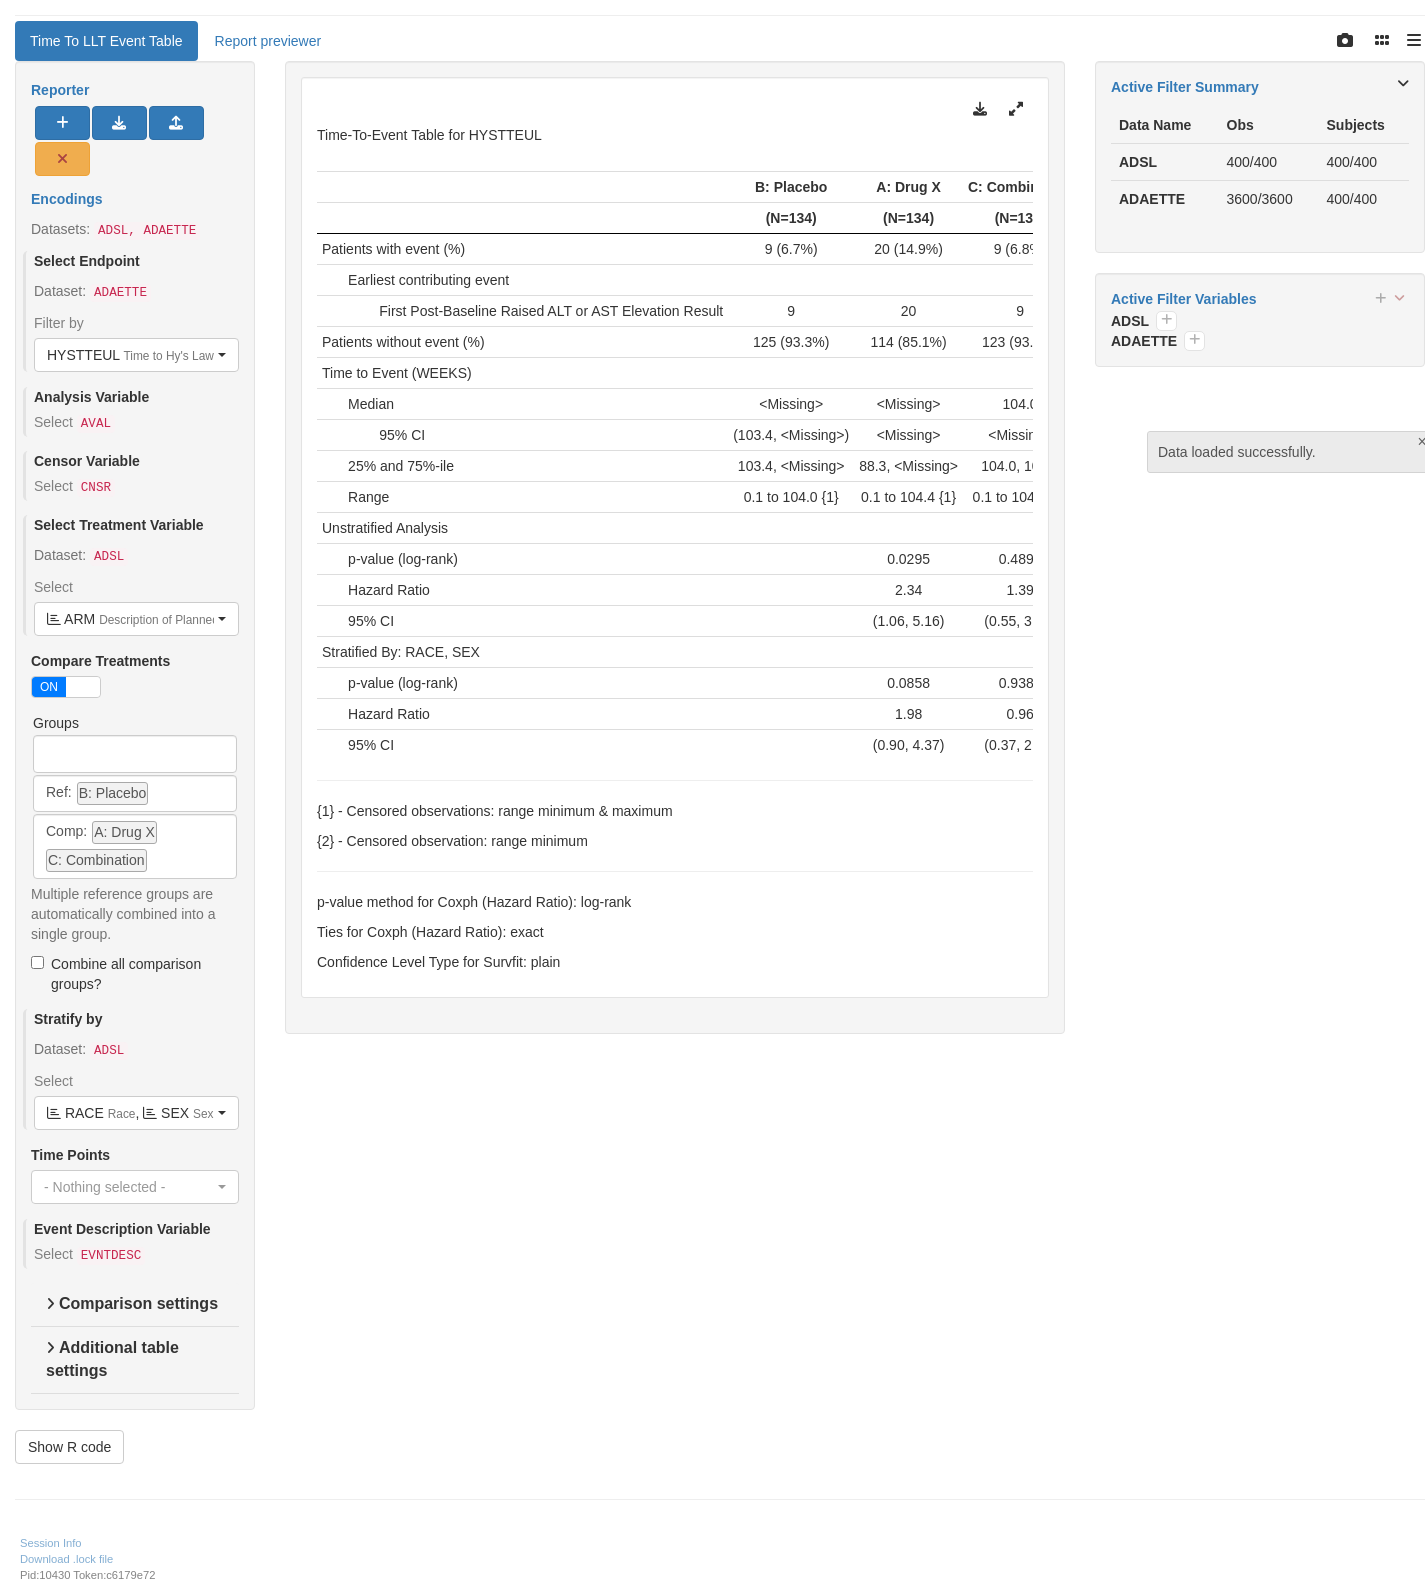 Time To LLT Event Table
Report previewer
Reporter
Encodings
Datasets: ADSL, ADAETTE
Select Endpoint
Dataset: ADAETTE
Filter by
HYSTTEUL Time to Hy's Law
Analysis Variable
Select AVAL
Censor Variable
Select CNSR
Select Treatment Variable
Dataset: ADSL
Select
ARM Description of Planned
Compare Treatments
ON
Groups
Ref: B: Placebo
Comp: A: Drug X
C: Combination
Multiple reference groups are
automatically combined into a
single group.
Combine all comparison
groups?
Stratify by
Dataset: ADSL
Select
RACE Race, SEX Sex
Time Points
- Nothing selected -
Event Description Variable
Select EVNTDESC
Comparison settings
Additional table
settings
Show R code
Time-To-Event Table for HYSTTEUL
B: Placebo A: Drug X C: Combin
(N=134) (N=134) (N=13
Patients with event (%) 9 (6.7%) 20 (14.9%) 9 (6.8%
Earliest contributing event
First Post-Baseline Raised ALT or AST Elevation Result 9 20 9
Patients without event (%) 125 (93.3%) 114 (85.1%) 123 (93.
Time to Event (WEEKS)
Median <Missing> <Missing> 104.0
95% CI (103.4, <Missing>) <Missing> <Missin
25% and 75%-ile 103.4, <Missing> 88.3, <Missing> 104.0, 10
Range 0.1 to 104.0 {1} 0.1 to 104.4 {1} 0.1 to 104
Unstratified Analysis
p-value (log-rank) 0.0295 0.489
Hazard Ratio 2.34 1.39
95% CI (1.06, 5.16) (0.55, 3
Stratified By: RACE, SEX
p-value (log-rank) 0.0858 0.938
Hazard Ratio 1.98 0.96
95% CI (0.90, 4.37) (0.37, 2
{1} - Censored observations: range minimum & maximum
{2} - Censored observation: range minimum
p-value method for Coxph (Hazard Ratio): log-rank
Ties for Coxph (Hazard Ratio): exact
Confidence Level Type for Survfit: plain
Active Filter Summary
Data Name Obs Subjects
ADSL 400/400 400/400
ADAETTE 3600/3600 400/400
Active Filter Variables
ADSL
ADAETTE
Data loaded successfully.
Session Info
Download .lock file
Pid:10430 Token:c6179e72